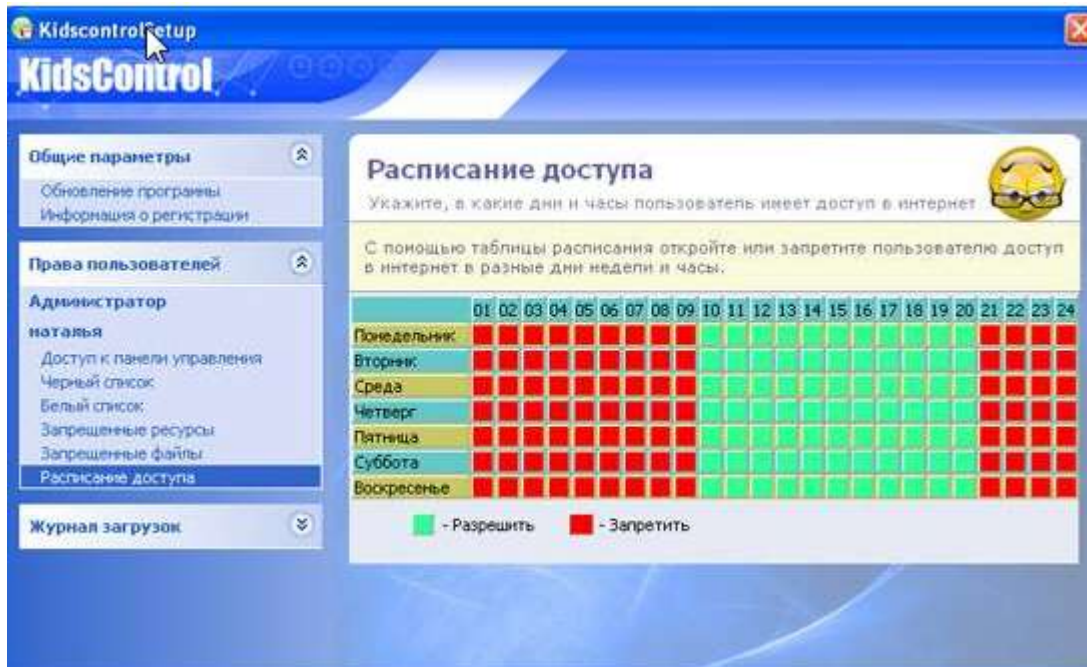 KidscontrolSetup
KidsControl
Общие параметры
Обновление программы
Информация о регистрации
Права пользователей
Администратор
наталья
Доступ к панели управления
Черный список
Белый список
Запрещенные ресурсы
Запрещенные файлы
Расписание доступа
Журнал загрузок
Расписание доступа
Укажите, в какие дни и часы пользователь имеет доступ в интернет
С помощью таблицы расписания откройте или запретите пользователю доступ
в интернет в разные дни недели и часы.
01 02 03 04 05 06 07 08 09 10 11 12 13 14 15 16 17 18 19 20 21 22 23 24
Понедельник
Вторник
Среда
Четверг
Пятница
Суббота
Воскресенье
- Разрешить - Запретить